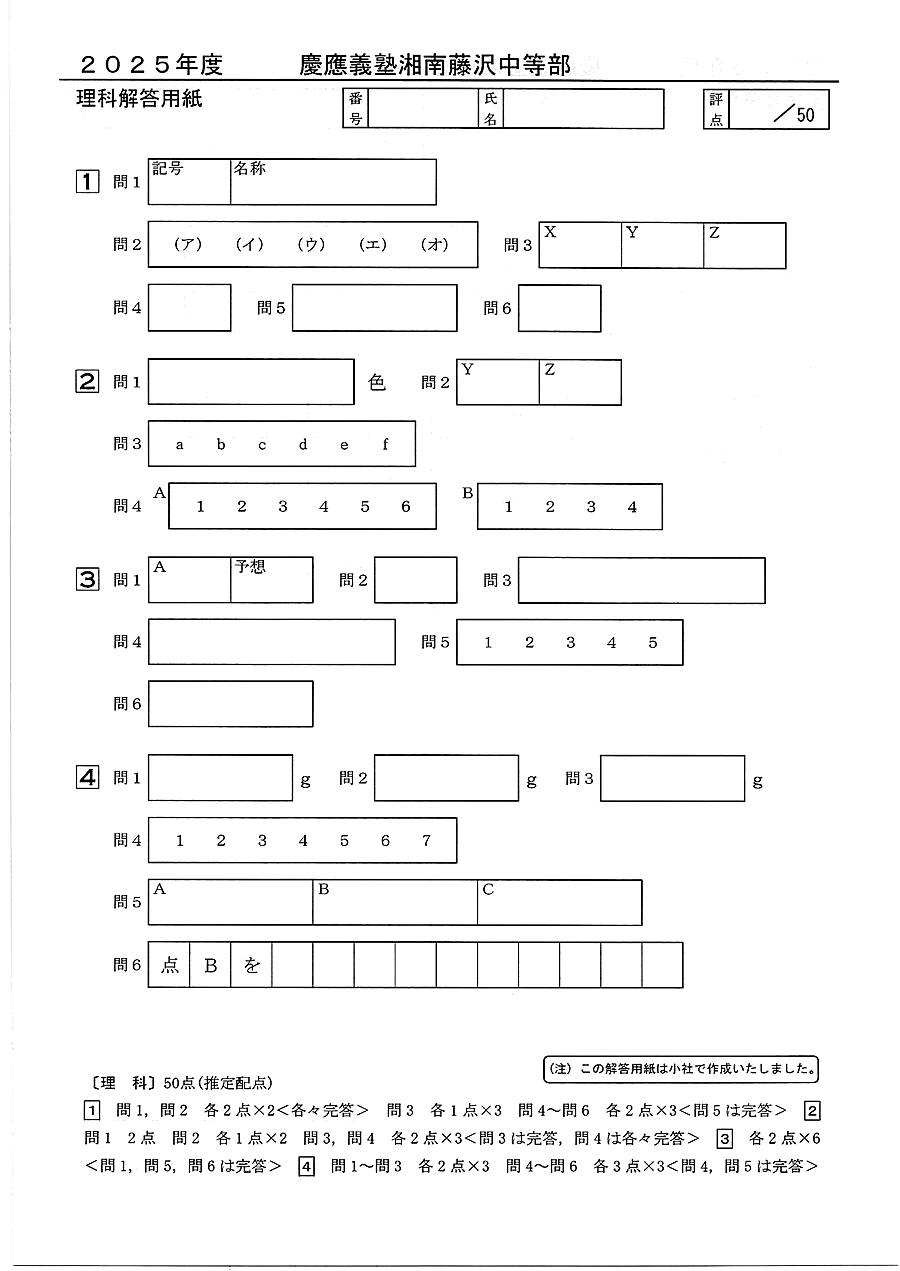 ２０２５年度　慶應義塾湘南藤沢中等部
理科解答用紙　番号　氏名　評点　／50
1 問1 記号 名称
問2 （ア） （イ） （ウ） （エ） （オ） 問3 X Y Z
問4 問5 問6
2 問1 色 問2 Y Z
問3 a b c d e f
問4 A 1 2 3 4 5 6 B 1 2 3 4
3 問1 A 予想 問2 問3
問4 問5 1 2 3 4 5
問6
4 問1 g 問2 g 問3 g
問4 1 2 3 4 5 6 7
問5 A B C
問6 点 B を
（注）この解答用紙は小社で作成いたしました。
〔理　科〕50点(推定配点)
1　問1，問2　各2点×2＜各々完答＞　問3　各1点×3　問4〜問6　各2点×3＜問5は完答＞　2
問1　2点　問2　各1点×2　問3，問4　各2点×3＜問3は完答，問4は各々完答＞　3　各2点×6
＜問1，問5，問6は完答＞　4　問1〜問3　各2点×3　問4〜問6　各3点×3＜問4，問5は完答＞